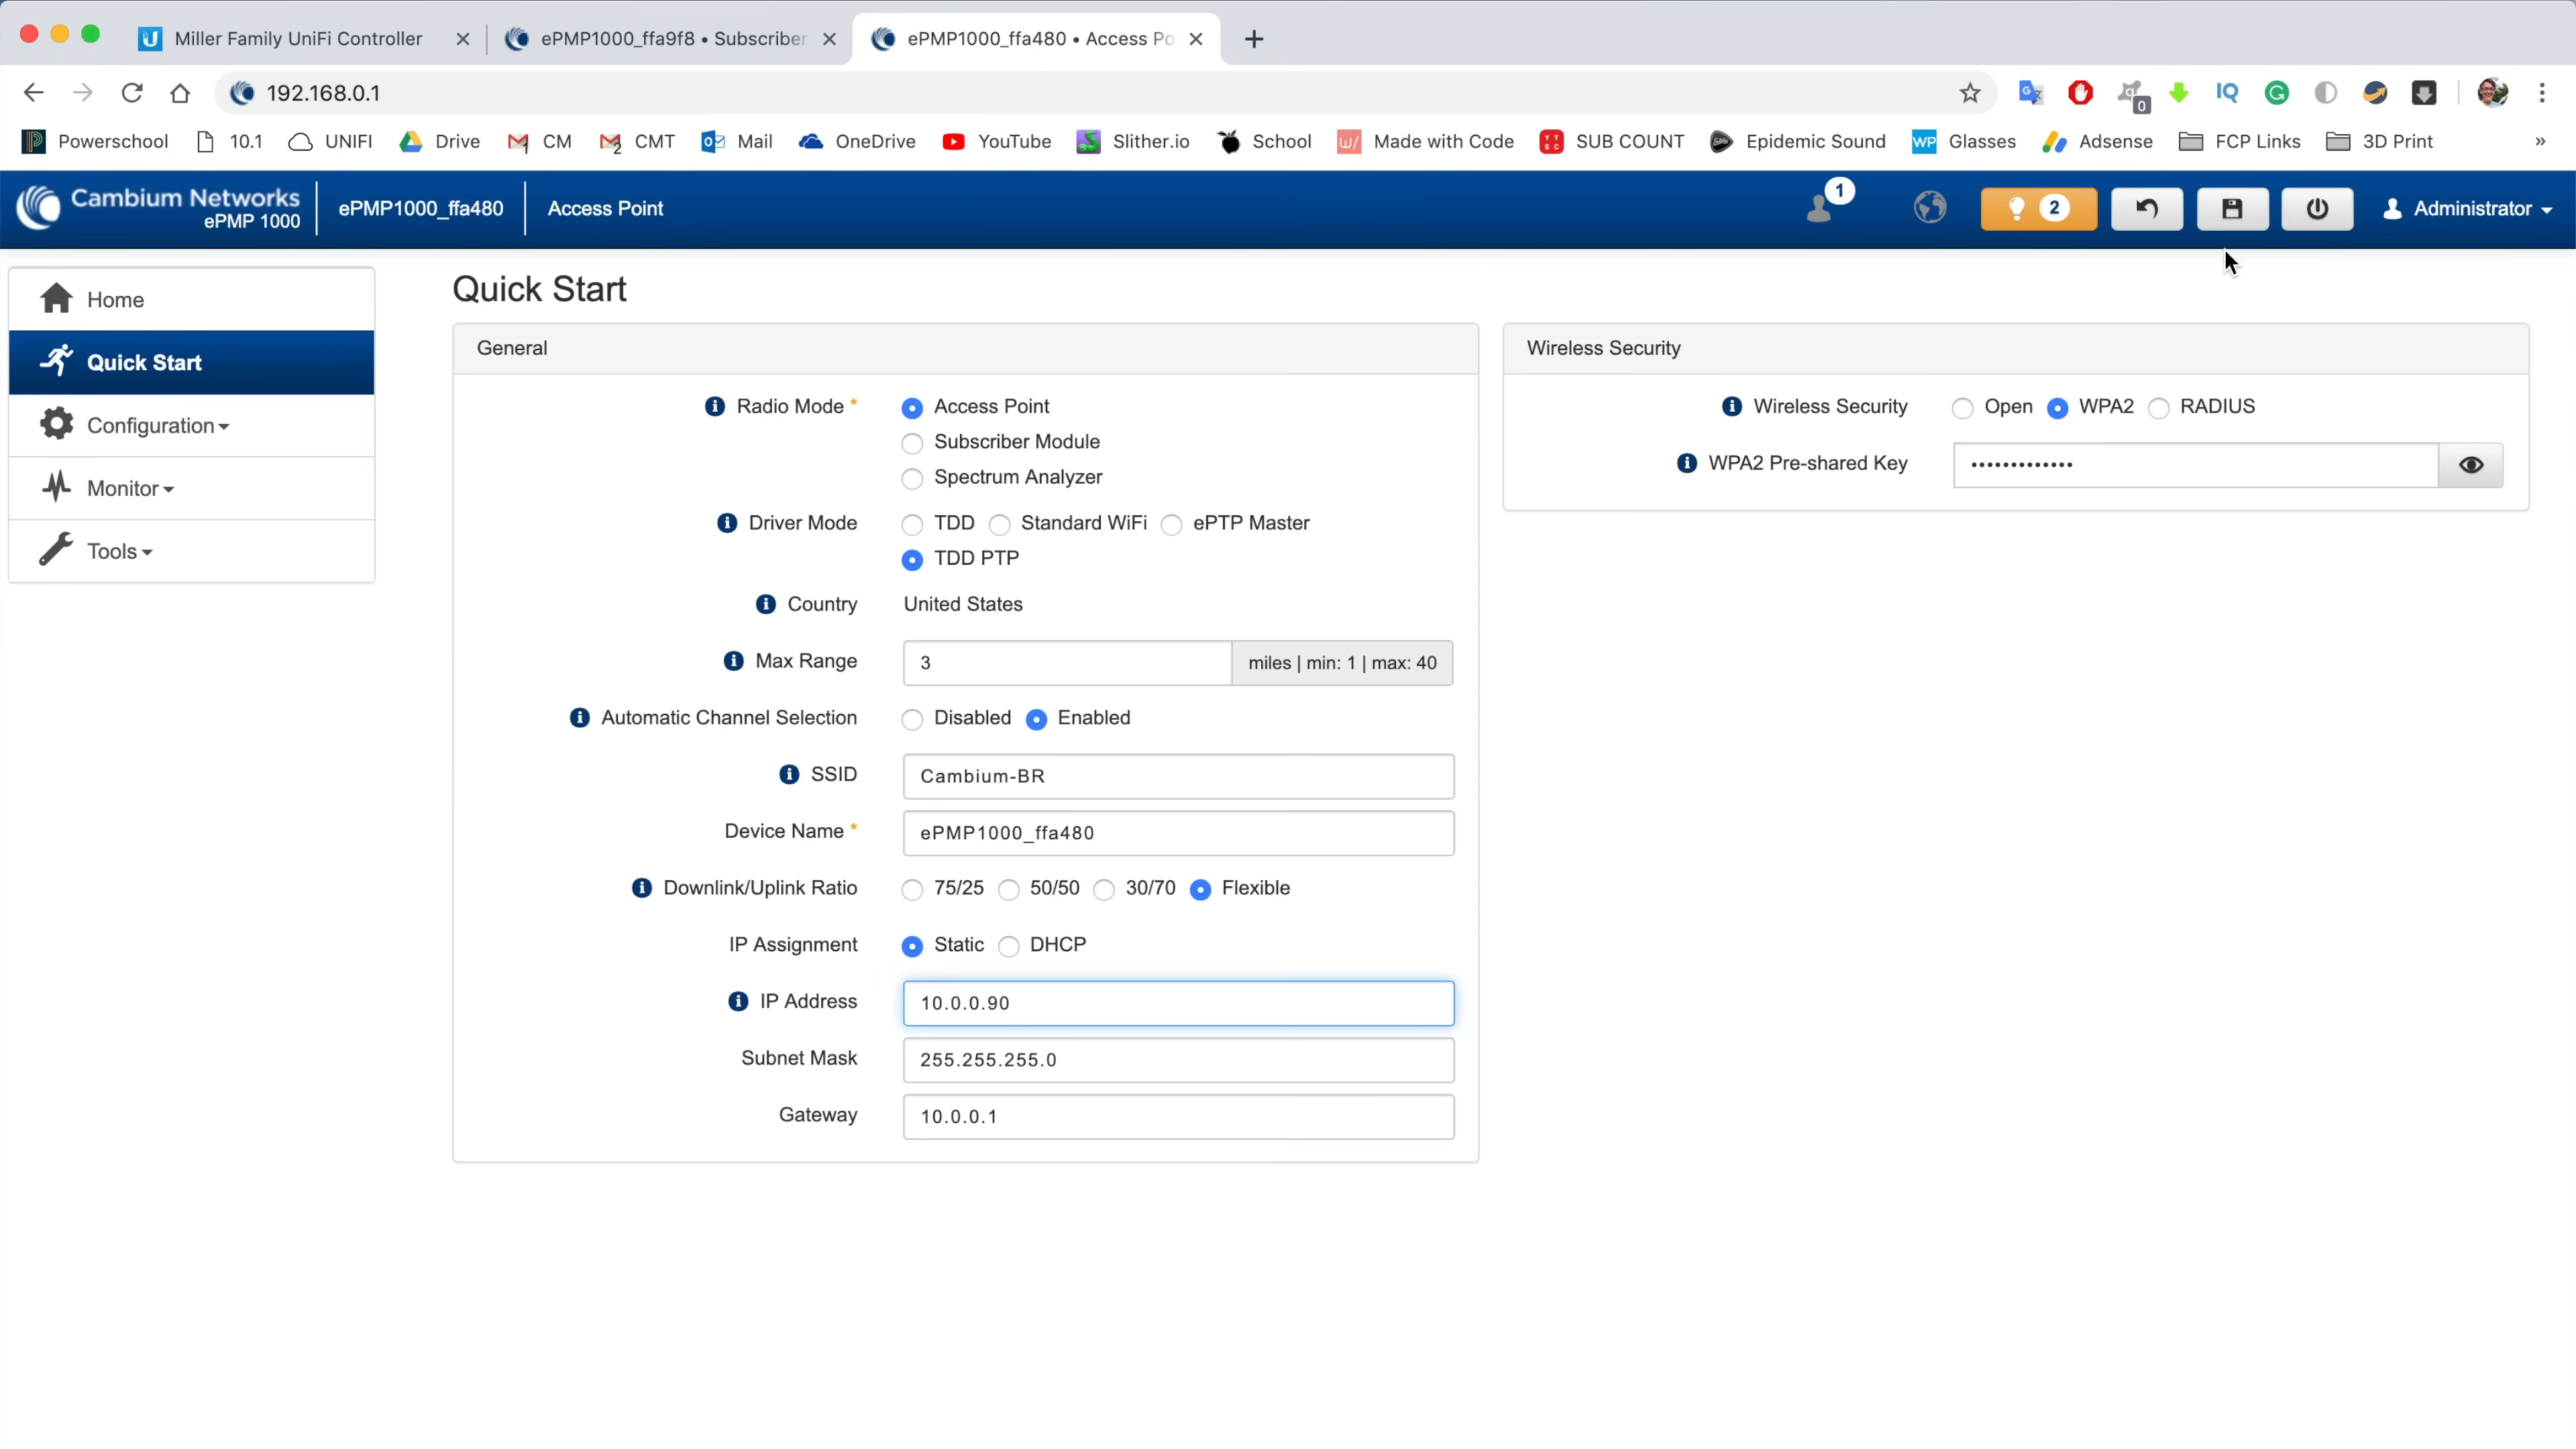 Miller Family UniFi Controller
ePMP1000_ffa9f8 • Subscriber
ePMP1000_ffa480 • Access Po
192.168.0.1
0
IQ
Powerschool
10.1
UNIFI
Drive
CM
CMT
Mail
OneDrive
YouTube
Slither.io
School
Made with Code
SUB COUNT
Epidemic Sound
WP Glasses
Adsense
FCP Links
3D Print
»
Cambium Networks
ePMP 1000
ePMP1000_ffa480
Access Point
1
2
Administrator
Home
Quick Start
Configuration
Monitor
Tools
Quick Start
General
Radio Mode *
Access Point
Subscriber Module
Spectrum Analyzer
Driver Mode
TDD Standard WiFi ePTP Master
TDD PTP
Country United States
Max Range 3 miles | min: 1 | max: 40
Automatic Channel Selection Disabled Enabled
SSID Cambium-BR
Device Name * ePMP1000_ffa480
Downlink/Uplink Ratio 75/25 50/50 30/70 Flexible
IP Assignment Static DHCP
IP Address 10.0.0.90
Subnet Mask 255.255.255.0
Gateway 10.0.0.1
Wireless Security
Wireless Security Open WPA2 RADIUS
WPA2 Pre-shared Key •••••••••••••